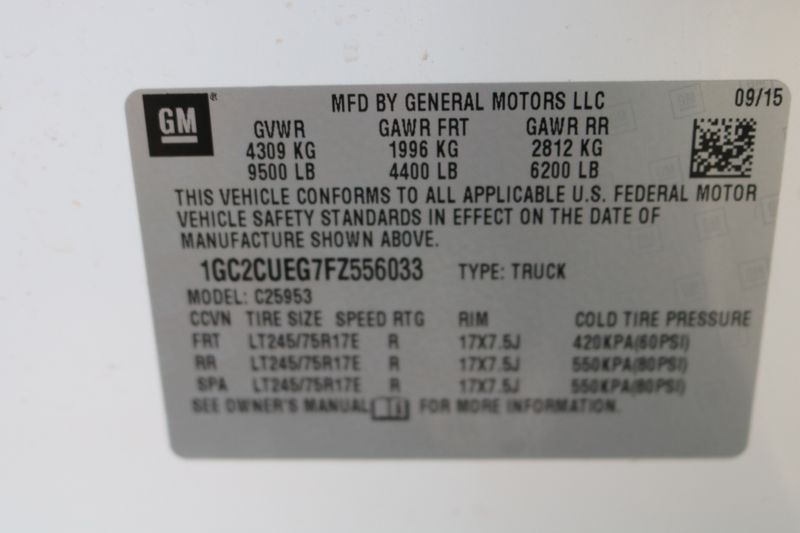 GM ® MFD BY GENERAL MOTORS LLC 09/15
GVWR GAWR FRT GAWR RR
4309 KG 1996 KG 2812 KG
9500 LB 4400 LB 6200 LB
THIS VEHICLE CONFORMS TO ALL APPLICABLE U.S. FEDERAL MOTOR
VEHICLE SAFETY STANDARDS IN EFFECT ON THE DATE OF
MANUFACTURE SHOWN ABOVE.
1GC2CUEG7FZ556033 TYPE: TRUCK
MODEL: C25953
CCVN TIRE SIZE SPEED RTG RIM COLD TIRE PRESSURE
FRT LT245/75R17E R 17X7.5J 420KPA(60PSI)
RR LT245/75R17E R 17X7.5J 550KPA(80PSI)
SPA LT245/75R17E R 17X7.5J 550KPA(80PSI)
SEE OWNER'S MANUAL FOR MORE INFORMATION.